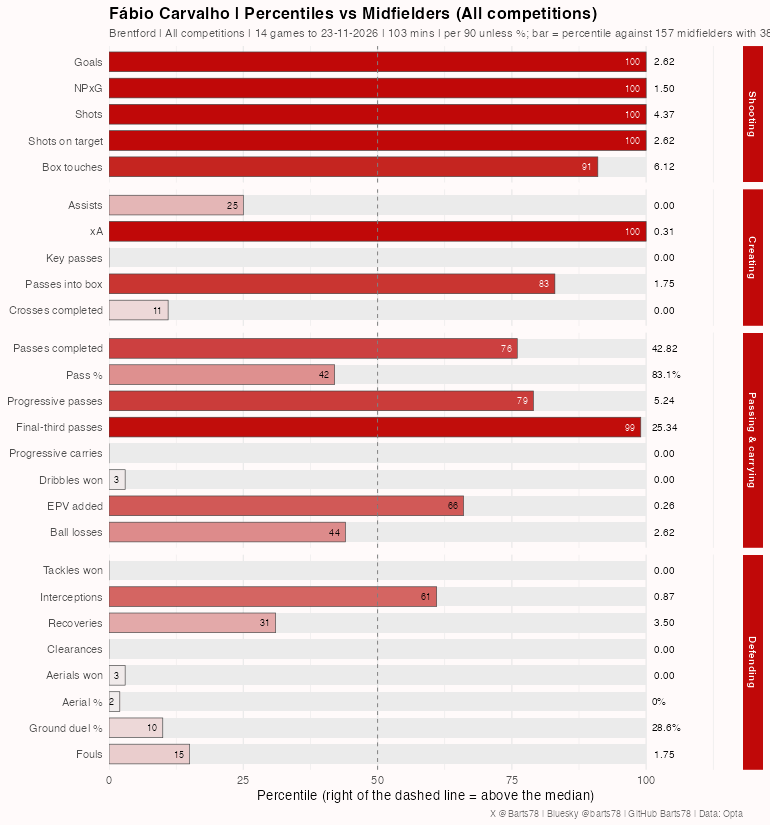 Fábio Carvalho | Percentiles vs Midfielders (All competitions)
Brentford | All competitions | 14 games to 23-11-2026 | 103 mins | per 90 unless %; bar = percentile against 157 midfielders with 38
Shooting
Goals 100 2.62
NPxG 100 1.50
Shots 100 4.37
Shots on target 100 2.62
Box touches 91 6.12
Creating
Assists 25 0.00
xA 100 0.31
Key passes 0.00
Passes into box 83 1.75
Crosses completed 11 0.00
Passing & carrying
Passes completed 76 42.82
Pass % 42 83.1%
Progressive passes 79 5.24
Final-third passes 99 25.34
Progressive carries 0.00
Dribbles won 3 0.00
EPV added 66 0.26
Ball losses 44 2.62
Defending
Tackles won 0.00
Interceptions 61 0.87
Recoveries 31 3.50
Clearances 0.00
Aerials won 3 0.00
Aerial % 2 0%
Ground duel % 10 28.6%
Fouls 15 1.75
0 25 50 75 100
Percentile (right of the dashed line = above the median)
X @Barts78 | Bluesky @barts78 | GitHub Barts78 | Data: Opta